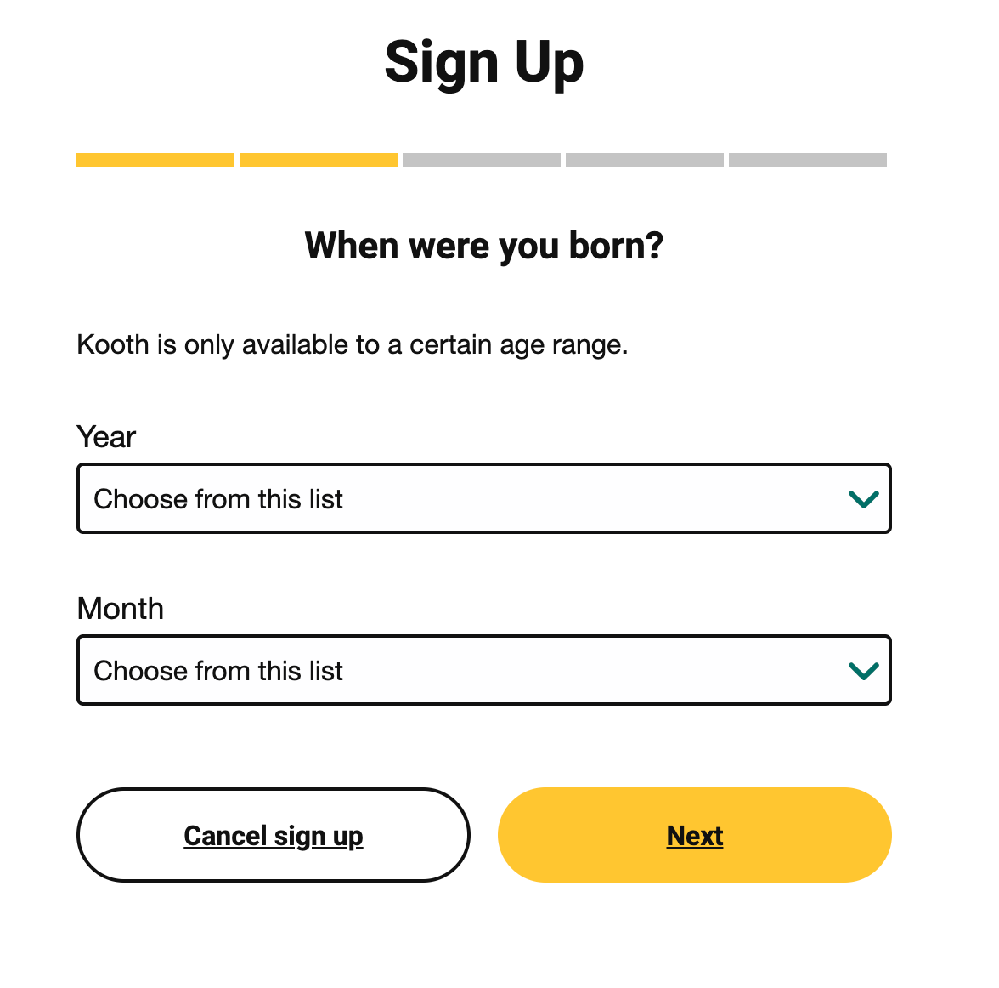 Sign Up
When were you born?
Kooth is only available to a certain age range.
Year
Choose from this list
Month
Choose from this list
Cancel sign up
Next